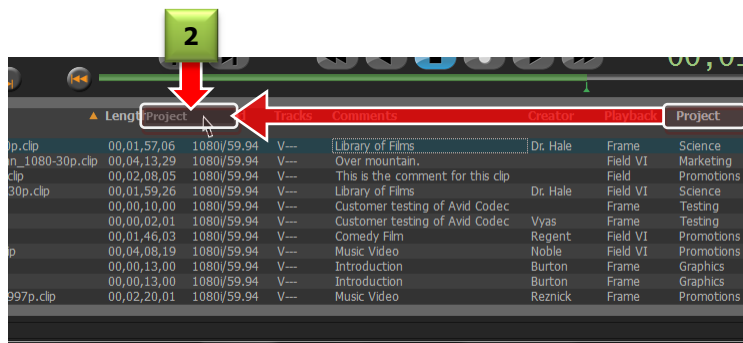 2
Length Project Tracks Comments Creator Playback Project
0p.clip 00,01,57,06 1080i/59.94 V--- Library of Films Dr. Hale Frame Science
an_1080-30p.clip 00,04,13,29 1080i/59.94 V--- Over mountain. Field VI Marketing
clip 00,02,08,05 1080i/59.94 V--- This is the comment for this clip Field Promotions
30p.clip 00,01,59,26 1080i/59.94 V--- Library of Films Dr. Hale Field VI Science
00,00,10,00 1080i/59.94 V--- Customer testing of Avid Codec Frame Testing
00,00,02,01 1080i/59.94 V--- Customer testing of Avid Codec Vyas Frame Testing
00,01,46,03 1080i/59.94 V--- Comedy Film Regent Field VI Promotions
ip 00,04,08,19 1080i/59.94 V--- Music Video Noble Field VI Promotions
00,00,13,00 1080i/59.94 V--- Introduction Burton Frame Graphics
00,00,13,00 1080i/59.94 V--- Introduction Burton Frame Graphics
997p.clip 00,02,20,01 1080i/59.94 V--- Music Video Reznick Frame Promotions